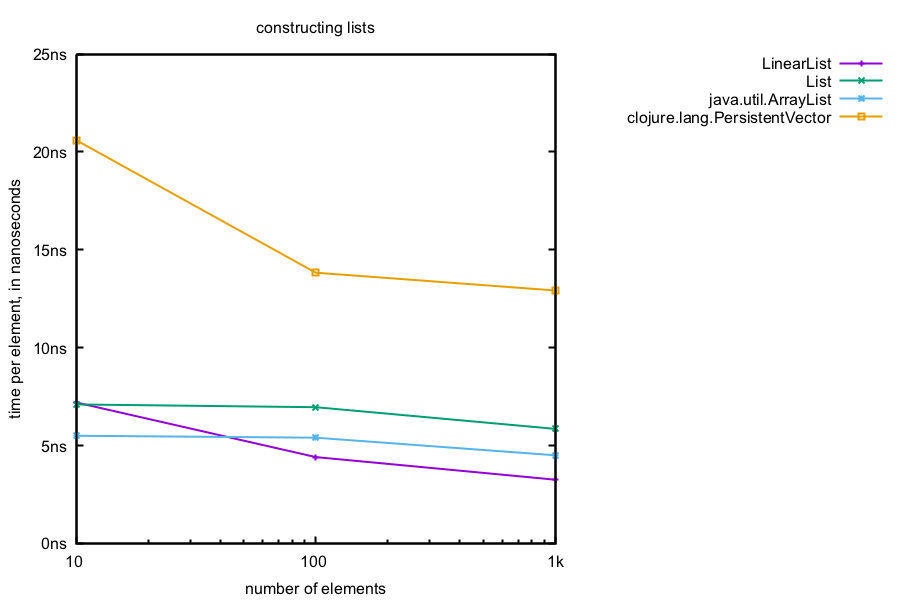 constructing lists
LinearList
List
java.util.ArrayList
clojure.lang.PersistentVector
25ns
20ns
15ns
10ns
5ns
0ns
time per element, in nanoseconds
10 100 1k
number of elements